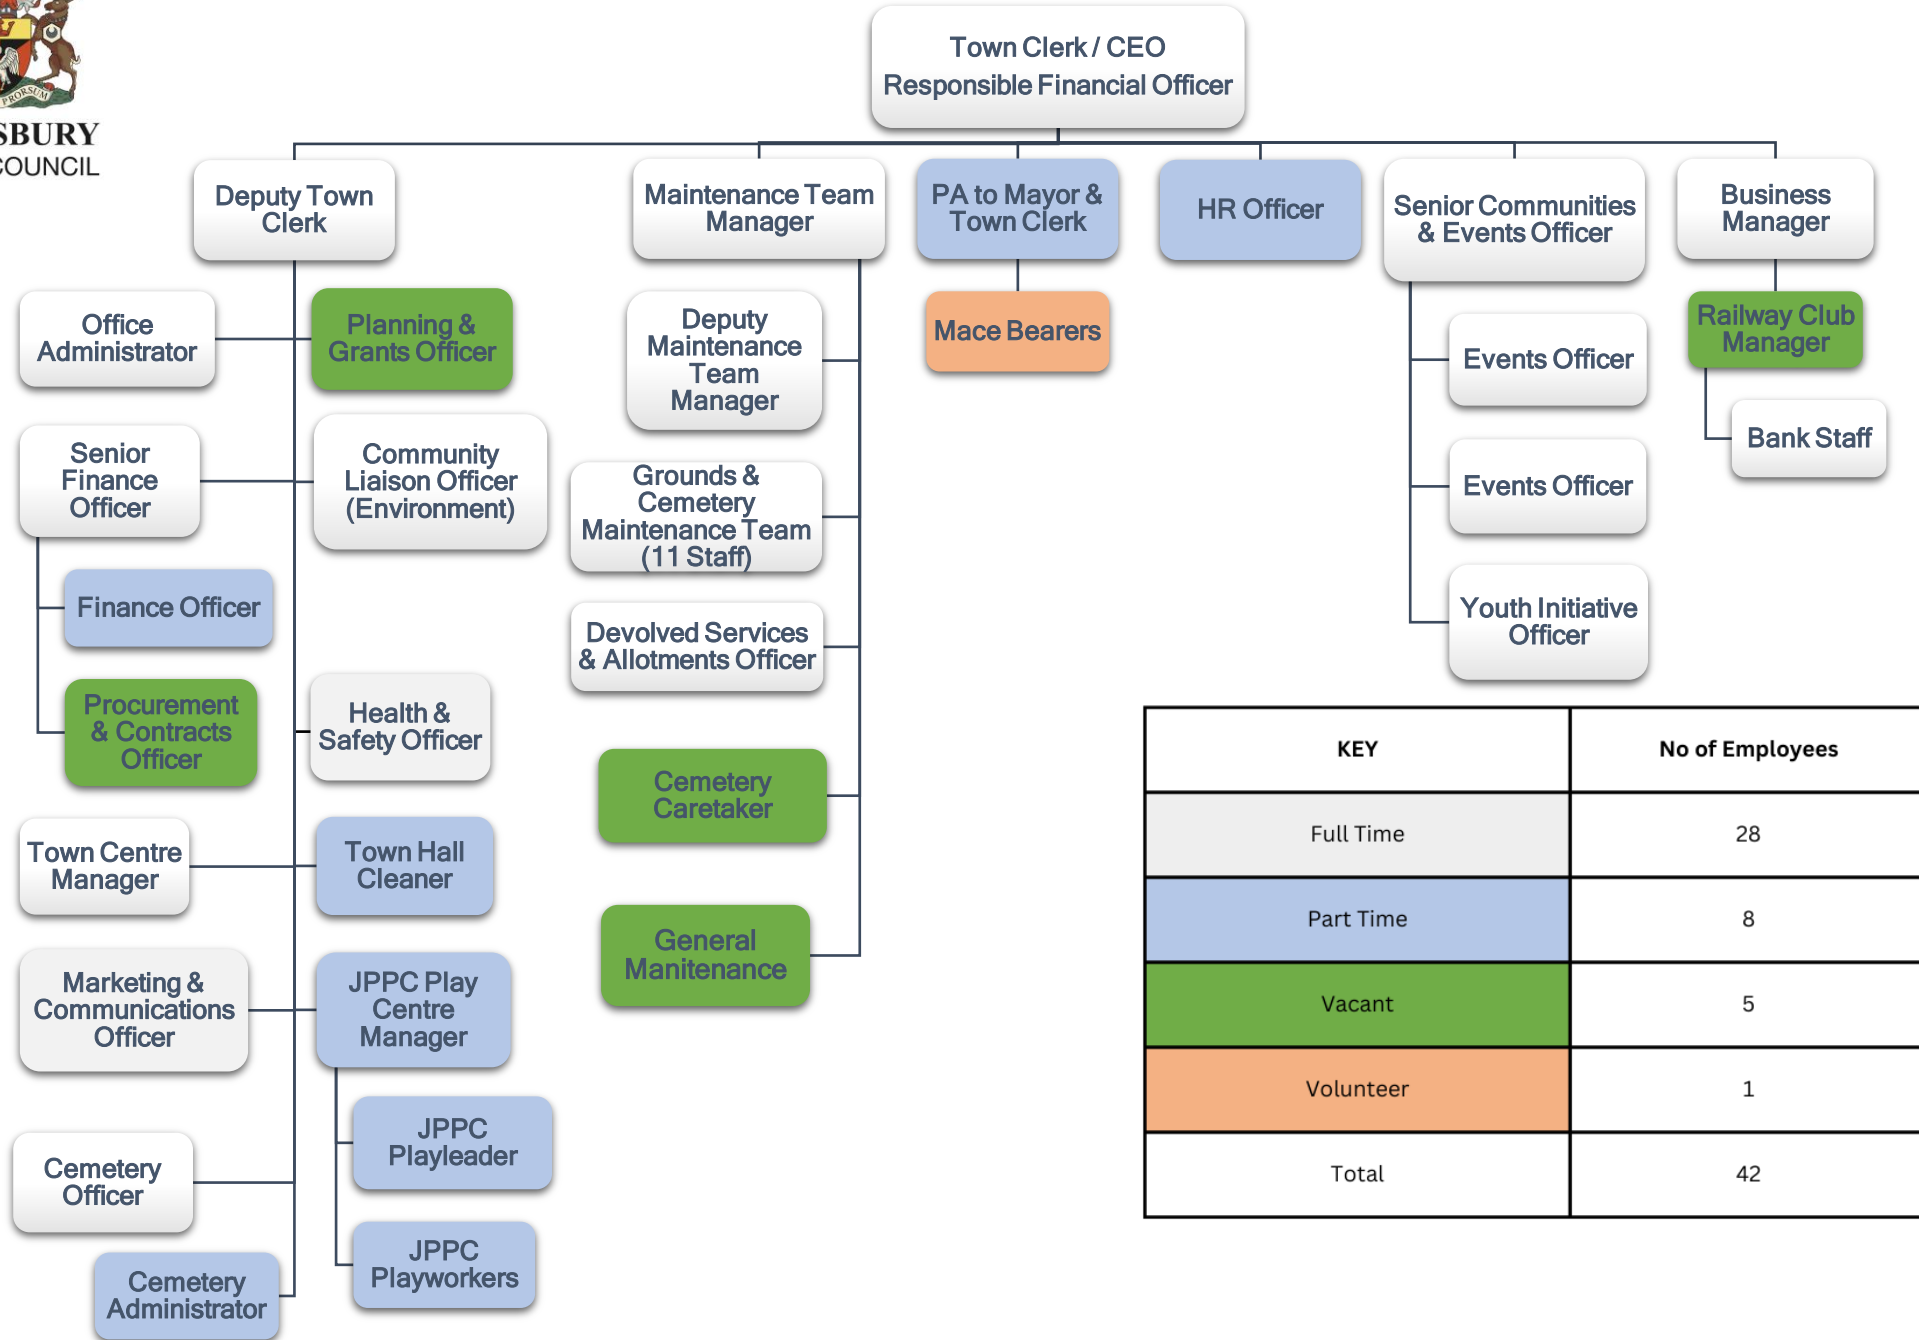 PRORSUM
SBURY
COUNCIL
Town Clerk / CEO
Responsible Financial Officer
Deputy Town
Clerk
Maintenance Team
Manager
PA to Mayor &
Town Clerk
HR Officer
Senior Communities
& Events Officer
Business
Manager
Office
Administrator
Planning &
Grants Officer
Senior
Finance
Officer
Community
Liaison Officer
(Environment)
Finance Officer
Procurement
& Contracts
Officer
Health &
Safety Officer
Town Centre
Manager
Town Hall
Cleaner
Marketing &
Communications
Officer
JPPC Play
Centre
Manager
JPPC
Playleader
Cemetery
Officer
JPPC
Playworkers
Cemetery
Administrator
Deputy
Maintenance
Team
Manager
Grounds &
Cemetery
Maintenance Team
(11 Staff)
Devolved Services
& Allotments Officer
Cemetery
Caretaker
General
Manitenance
Mace Bearers
Events Officer
Events Officer
Youth Initiative
Officer
Railway Club
Manager
Bank Staff
KEY No of Employees
Full Time 28
Part Time 8
Vacant 5
Volunteer 1
Total 42